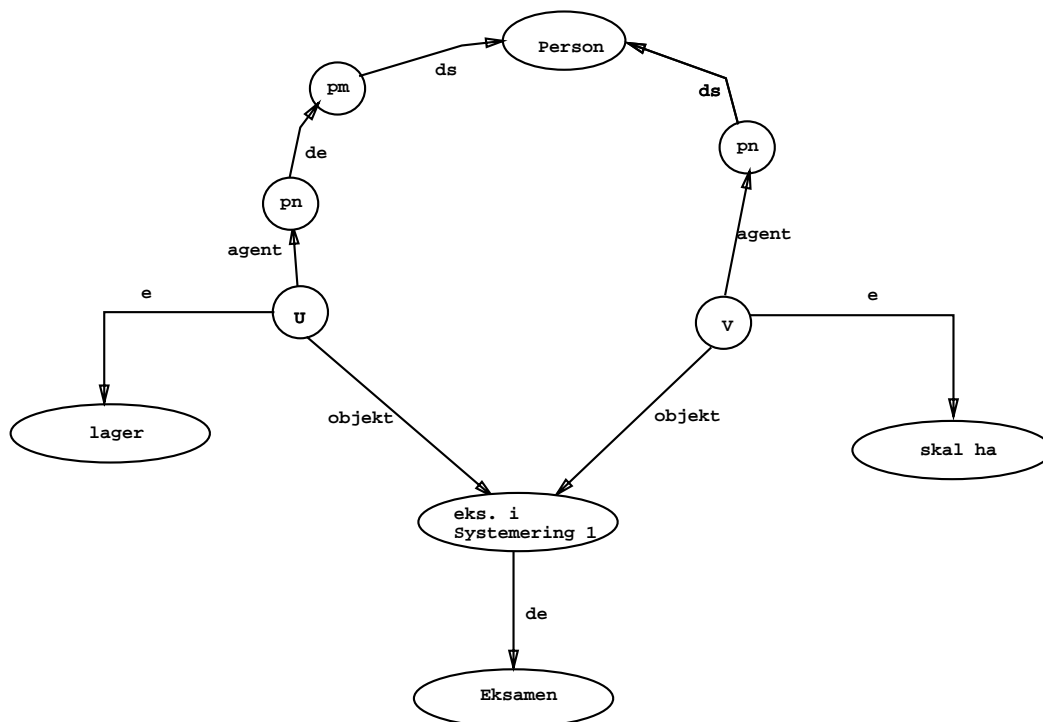 Person
ds
pm
ds
pn
de
pn
agent
agent
e
e
U
V
objekt
objekt
lager
skal ha
eks. i
Systemering 1
de
Eksamen